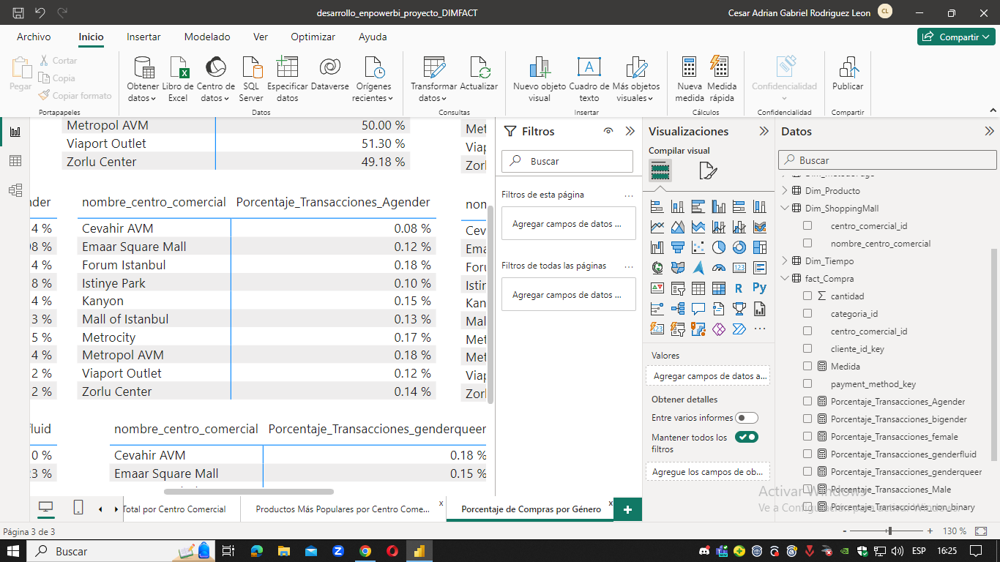 desarrollo_enpowerbi_proyecto_DIMFACT
Cesar Adrian Gabriel Rodriguez Leon
CL
Archivo
Inicio
Insertar
Modelado
Ver
Optimizar
Ayuda
Compartir
Pegar
Cortar
Copia
Copiar formato
Portapapeles
Obtener datos
Libro de Excel
Centro de datos
SQL Server
Especificar datos
Dataverse
Orígenes recientes
Datos
Transformar datos
Actualizar
Consultas
Nuevo objeto visual
Cuadro de texto
Más objetos visuales
Insertar
Nueva medida
Medida rápida
Cálculos
Confidencialidad
Confidencialidad
Publicar
Compartir
Metropol AVM 50.00 %
Viaport Outlet 51.30 %
Zorlu Center 49.18 %
Met
Viap
Zorl
nder
4 %
8 %
4 %
8 %
4 %
3 %
5 %
4 %
2 %
2 %
nombre_centro_comercial Porcentaje_Transacciones_Agender
Cevahir AVM 0.08 %
Emaar Square Mall 0.12 %
Forum Istanbul 0.18 %
Istinye Park 0.10 %
Kanyon 0.15 %
Mall of Istanbul 0.13 %
Metrocity 0.17 %
Metropol AVM 0.18 %
Viaport Outlet 0.12 %
Zorlu Center 0.14 %
nom
Cev
Ema
Foru
Istin
Kan
Mal
Met
Met
Viap
Zorl
luid
0 %
3 %
nombre_centro_comercial Porcentaje_Transacciones_genderqueer
Cevahir AVM 0.18 %
Emaar Square Mall 0.15 %
Filtros
Buscar
Filtros de esta página ...
Agregar campos de datos ...
Filtros de todas las páginas ...
Agregar campos de datos ...
Visualizaciones
Compilar visual
R
Py
Valores
Agregar campos de datos a...
Obtener detalles
Entre varios informes
Mantener todos los filtros
Agregue los campos de ob...
Datos
Buscar
Dim_Producto
Dim_ShoppingMall
centro_comercial_id
nombre_centro_comercial
Dim_Tiempo
fact_Compra
cantidad
categoria_id
centro_comercial_id
cliente_id_key
Medida
payment_method_key
Porcentaje_Transacciones_Agender
Porcentaje_Transacciones_bigender
Porcentaje_Transacciones_female
Porcentaje_Transacciones_genderfluid
Porcentaje_Transacciones_genderqueer
Porcentaje_Transacciones_Male
Porcentaje_Transacciones_non_binary
Activar Windows
Total por Centro Comercial
Productos Más Populares por Centro Come...
Porcentaje de Compras por Género
Página 3 de 3
130 %
Buscar
ESP
16:25